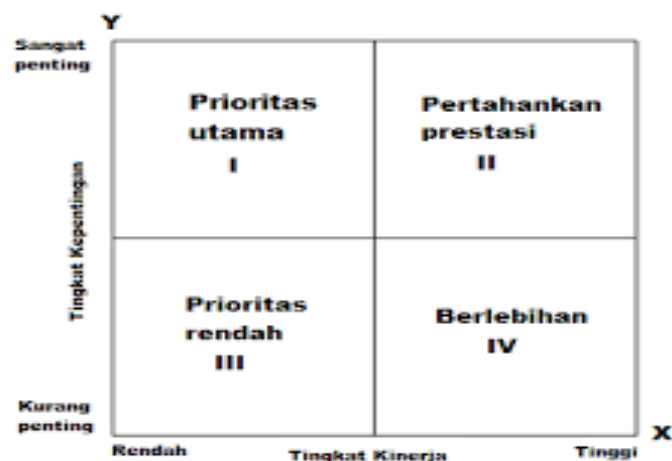 Y
Sangat
penting
Prioritas
utama
I
Pertahankan
prestasi
II
Tingkat Kepentingan
Prioritas
rendah
III
Berlebihan
IV
Kurang
penting
X
Rendah
Tingkat Kinerja
Tinggi